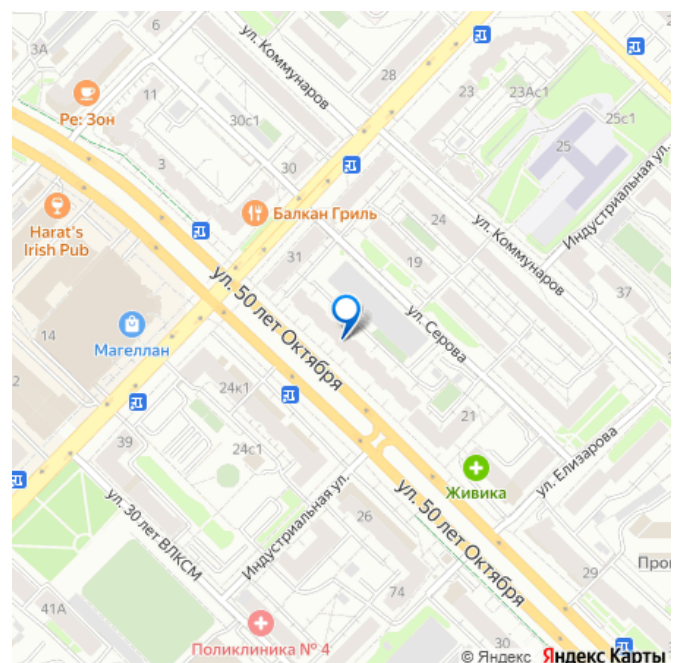 6
3А
ул. Коммунаров
28
23
23Ас1
11
Ре: Зон
30с1
25с1
25
3
30
Индустриальная ул.
Балкан Гриль
24
ул. Коммунаров
Harat's
Irish Pub
31
19
ул. 50 лет Октября
37
14
Магеллан
ул. Серова
2
24к1
21
39
24с1
ул. Елизарова
Живика
ул. 30 лет ВЛКСМ
Индустриальная ул.
26
ул. 50 лет Октября
Про
29
74
41А
Поликлиника № 4
30
© Яндекс Яндекс Карты